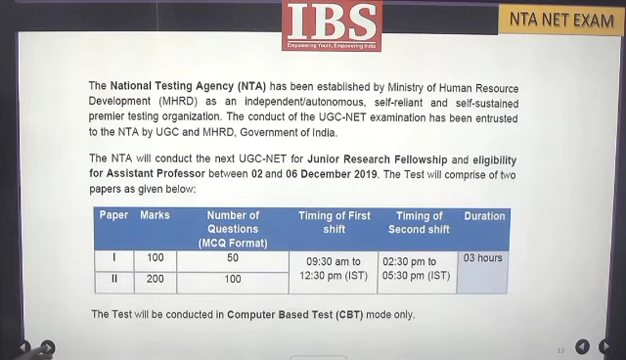 IBS
Empowering Youth, Empowering India
NTA NET EXAM
The National Testing Agency (NTA) has been established by Ministry of Human Resource
Development (MHRD) as an independent/autonomous, self-reliant and self-sustained
premier testing organization. The conduct of the UGC-NET examination has been entrusted
to the NTA by UGC and MHRD, Government of India.
The NTA will conduct the next UGC-NET for Junior Research Fellowship and eligibility
for Assistant Professor between 02 and 06 December 2019. The Test will comprise of two
papers as given below:
Paper Marks Number of Questions (MCQ Format) Timing of First shift Timing of Second shift Duration
I 100 50 09:30 am to 12:30 pm (IST) 02:30 pm to 05:30 pm (IST) 03 hours
II 200 100
The Test will be conducted in Computer Based Test (CBT) mode only.
13